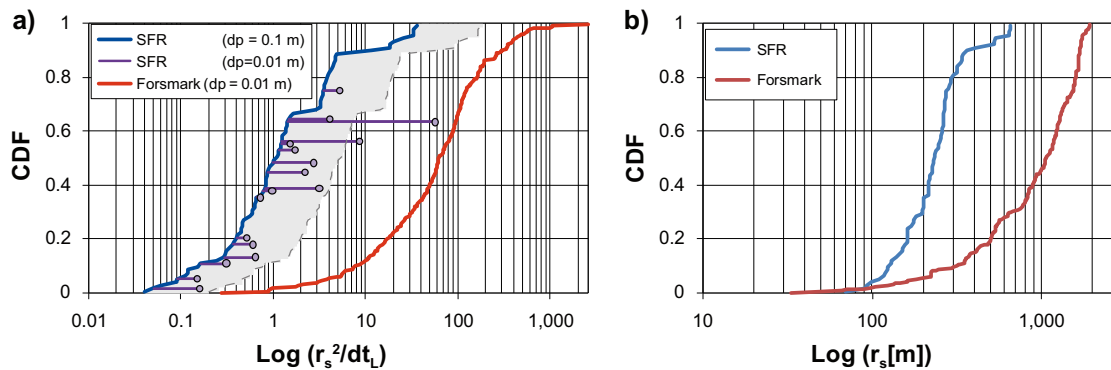 a)
SFR (dp = 0.1 m)
SFR (dp=0.01 m)
Forsmark (dp = 0.01 m)
CDF
1
0.8
0.6
0.4
0.2
0
0.01 0.1 1 10 100 1,000
Log (rₛ²/dt_L)
b)
SFR
Forsmark
CDF
1
0.8
0.6
0.4
0.2
0
10 100 1,000
Log (rₛ[m])